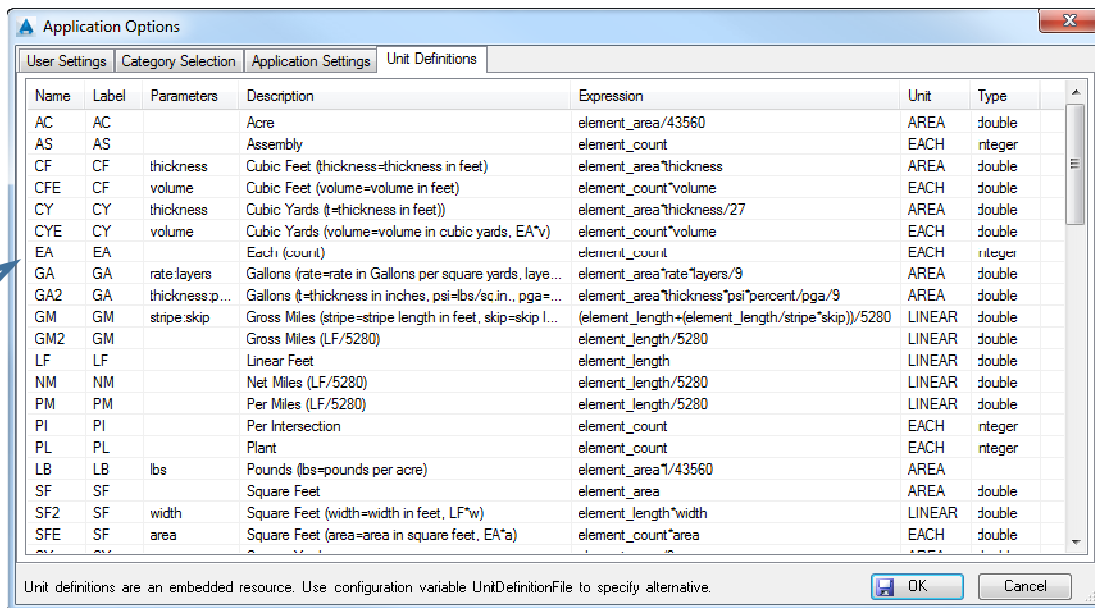 Application Options
User Settings Category Selection Application Settings Unit Definitions
Name Label Parameters Description Expression Unit Type
AC AC Acre element_area/43560 AREA double
AS AS Assembly element_count EACH integer
CF CF thickness Cubic Feet (thickness=thickness in feet) element_area*thickness AREA double
CFE CF volume Cubic Feet (volume=volume in feet) element_count*volume EACH double
CY CY thickness Cubic Yards (t=thickness in feet)) element_area*thickness/27 AREA double
CYE CY volume Cubic Yards (volume=volume in cubic yards, EA*v) element_count*volume EACH double
EA EA Each (count) element_count EACH integer
GA GA rate:layers Gallons (rate=rate in Gallons per square yards, laye... element_area*rate*layers/9 AREA double
GA2 GA thickness:p... Gallons (t=thickness in inches, psi=lbs/sq.in., pga=... element_area*thickness*psi*percent/pga/9 AREA double
GM GM stripe:skip Gross Miles (stripe=stripe length in feet, skip=skip l... (element_length+(element_length/stripe*skip))/5280 LINEAR double
GM2 GM Gross Miles (LF/5280) element_length/5280 LINEAR double
LF LF Linear Feet element_length LINEAR double
NM NM Net Miles (LF/5280) element_length/5280 LINEAR double
PM PM Per Miles (LF/5280) element_length/5280 LINEAR double
PI PI Per Intersection element_count EACH integer
PL PL Plant element_count EACH integer
LB LB lbs Pounds (lbs=pounds per acre) element_area*l/43560 AREA
SF SF Square Feet element_area AREA double
SF2 SF width Square Feet (width=width in feet, LF*w) element_length*width LINEAR double
SFE SF area Square Feet (area=area in square feet, EA*a) element_count*area EACH double
Unit definitions are an embedded resource. Use configuration variable UnitDefinitionFile to specify alternative. OK Cancel